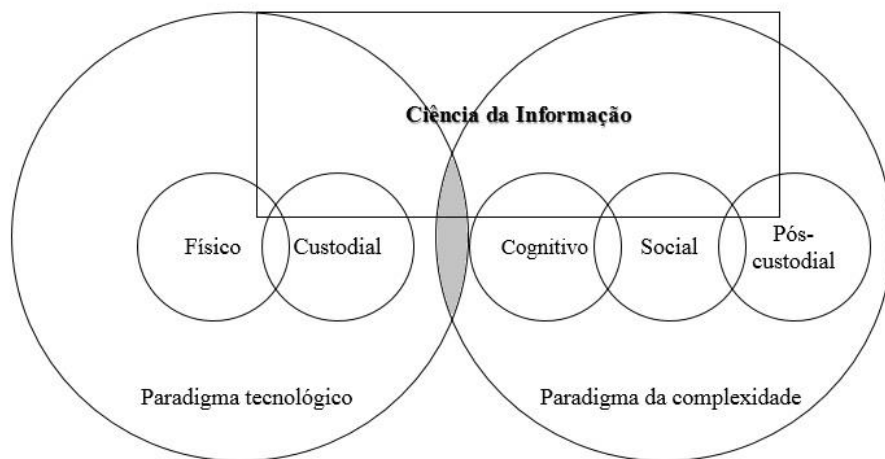 Ciência da Informação
Físico
Custodial
Cognitivo
Social
Pós-
custodial
Paradigma tecnológico
Paradigma da complexidade